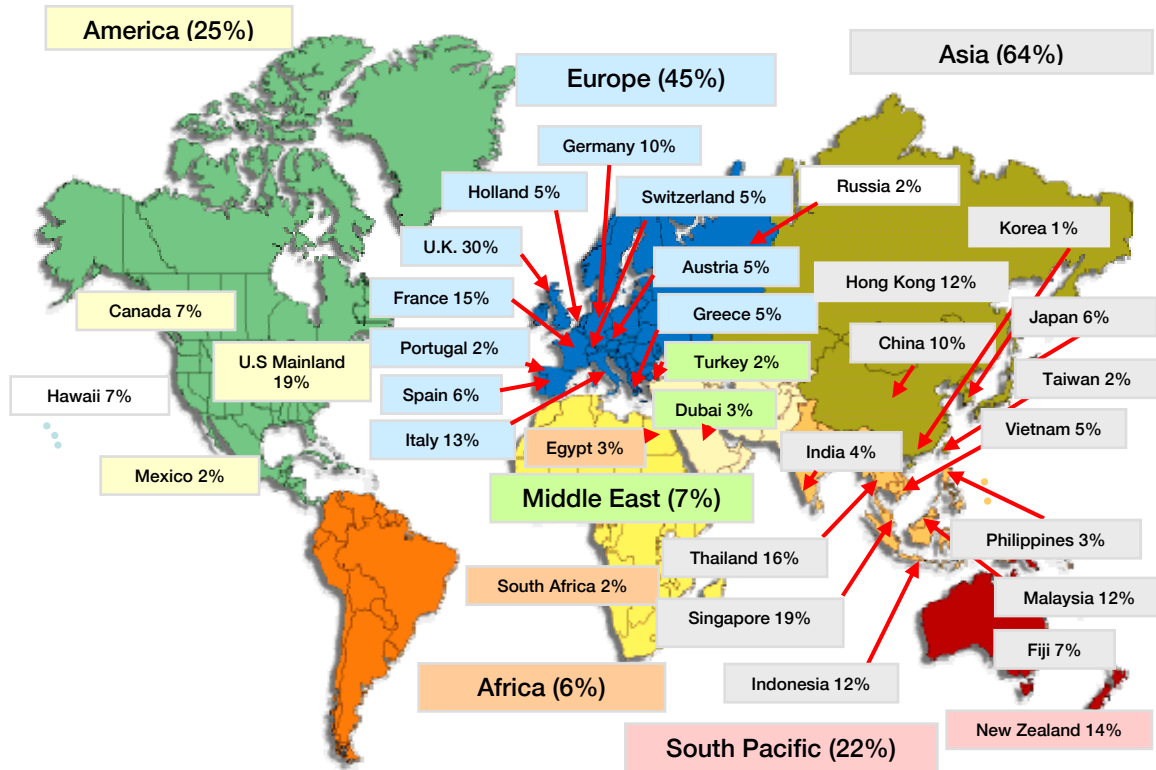 America (25%)
Asia (64%)
Europe (45%)
Germany 10%
Holland 5%
Switzerland 5%
Russia 2%
Korea 1%
U.K. 30%
Austria 5%
Hong Kong 12%
France 15%
Greece 5%
Japan 6%
Canada 7%
Portugal 2%
Turkey 2%
China 10%
U.S Mainland
19%
Taiwan 2%
Hawaii 7%
Spain 6%
Dubai 3%
Vietnam 5%
Italy 13%
Egypt 3%
India 4%
Mexico 2%
Middle East (7%)
Thailand 16%
Philippines 3%
South Africa 2%
Singapore 19%
Malaysia 12%
Fiji 7%
Africa (6%)
Indonesia 12%
New Zealand 14%
South Pacific (22%)